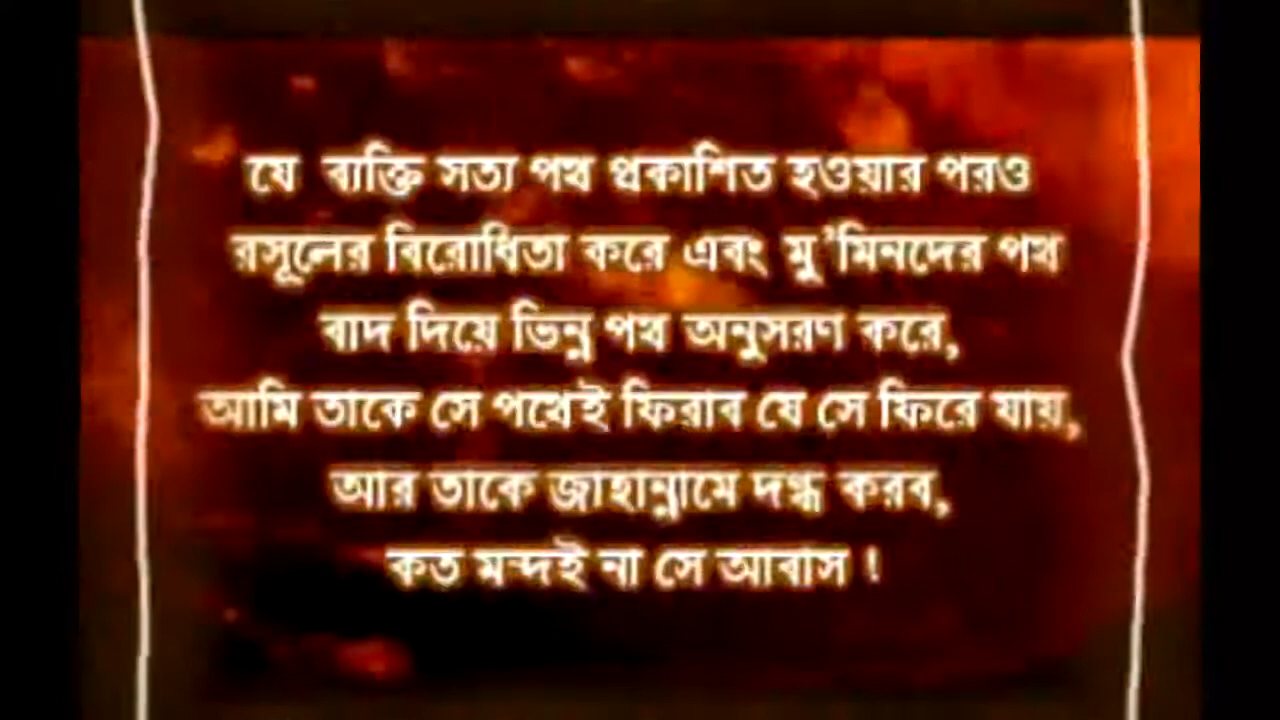 যে ব্যক্তি সত্য পথ প্রকাশিত হওয়ার পরও
রসূলের বিরোধিতা করে এবং মু'মিনদের পথ
বাদ দিয়ে ভিন্ন পথ অনুসরণ করে,
আমি তাকে সে পথেই ফিরাব যে সে ফিরে যায়,
আর তাকে জাহান্নামে দগ্ধ করব,
কত মন্দই না সে আবাস !